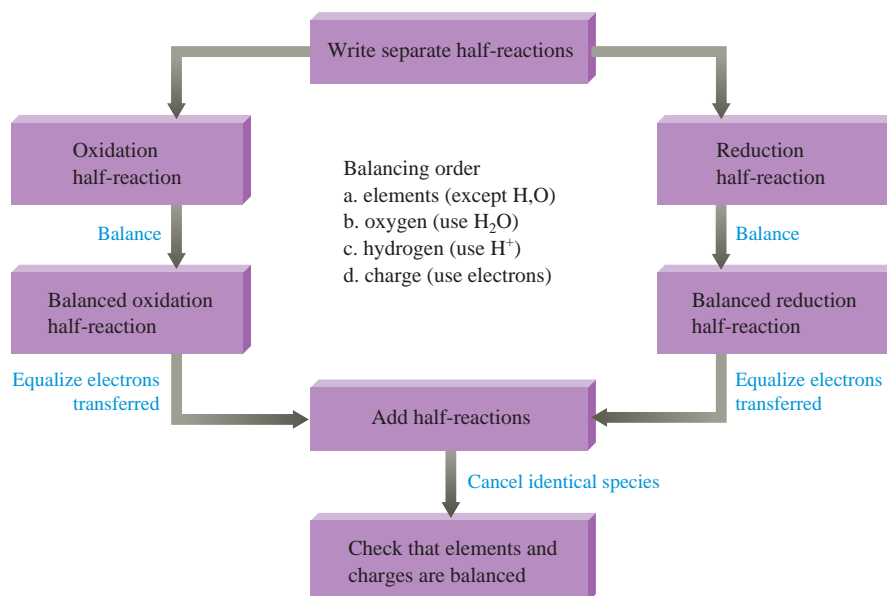 Write separate half-reactions
Oxidation
half-reaction
Reduction
half-reaction
Balancing order
a. elements (except H,O)
b. oxygen (use H₂O)
c. hydrogen (use H⁺)
d. charge (use electrons)
Balance
Balance
Balanced oxidation
half-reaction
Balanced reduction
half-reaction
Equalize electrons
transferred
Equalize electrons
transferred
Add half-reactions
Cancel identical species
Check that elements and
charges are balanced